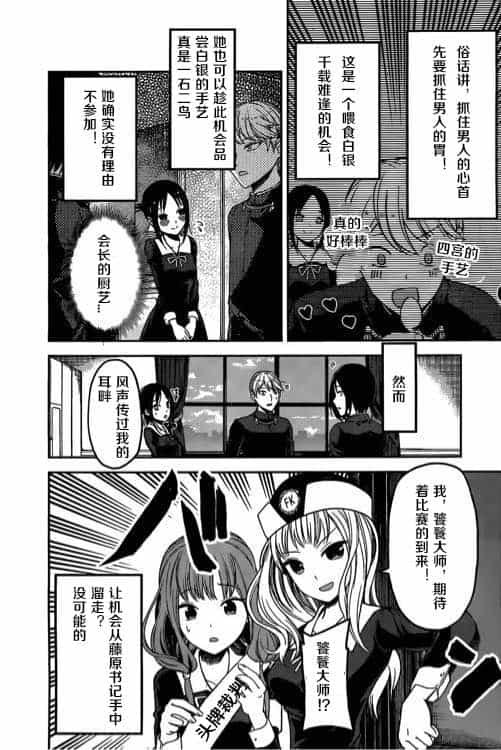 俗话讲，抓住男人的心首
先要抓住男人的胃！
这是一个喂食白银
千载难逢的机会！
真的
好棒棒
四宫的
手艺
她也可以趁此机会品
尝白银的手艺
真是一石二鸟
她确实没有理由
不参加！
会长的厨艺…
然而
风声传过我的
耳畔
我，饕餮大师，期待
着比赛的到来！
FK
饕餮大师！？
头牌裁判
让机会从藤原书记手中
溜走？
没可能的